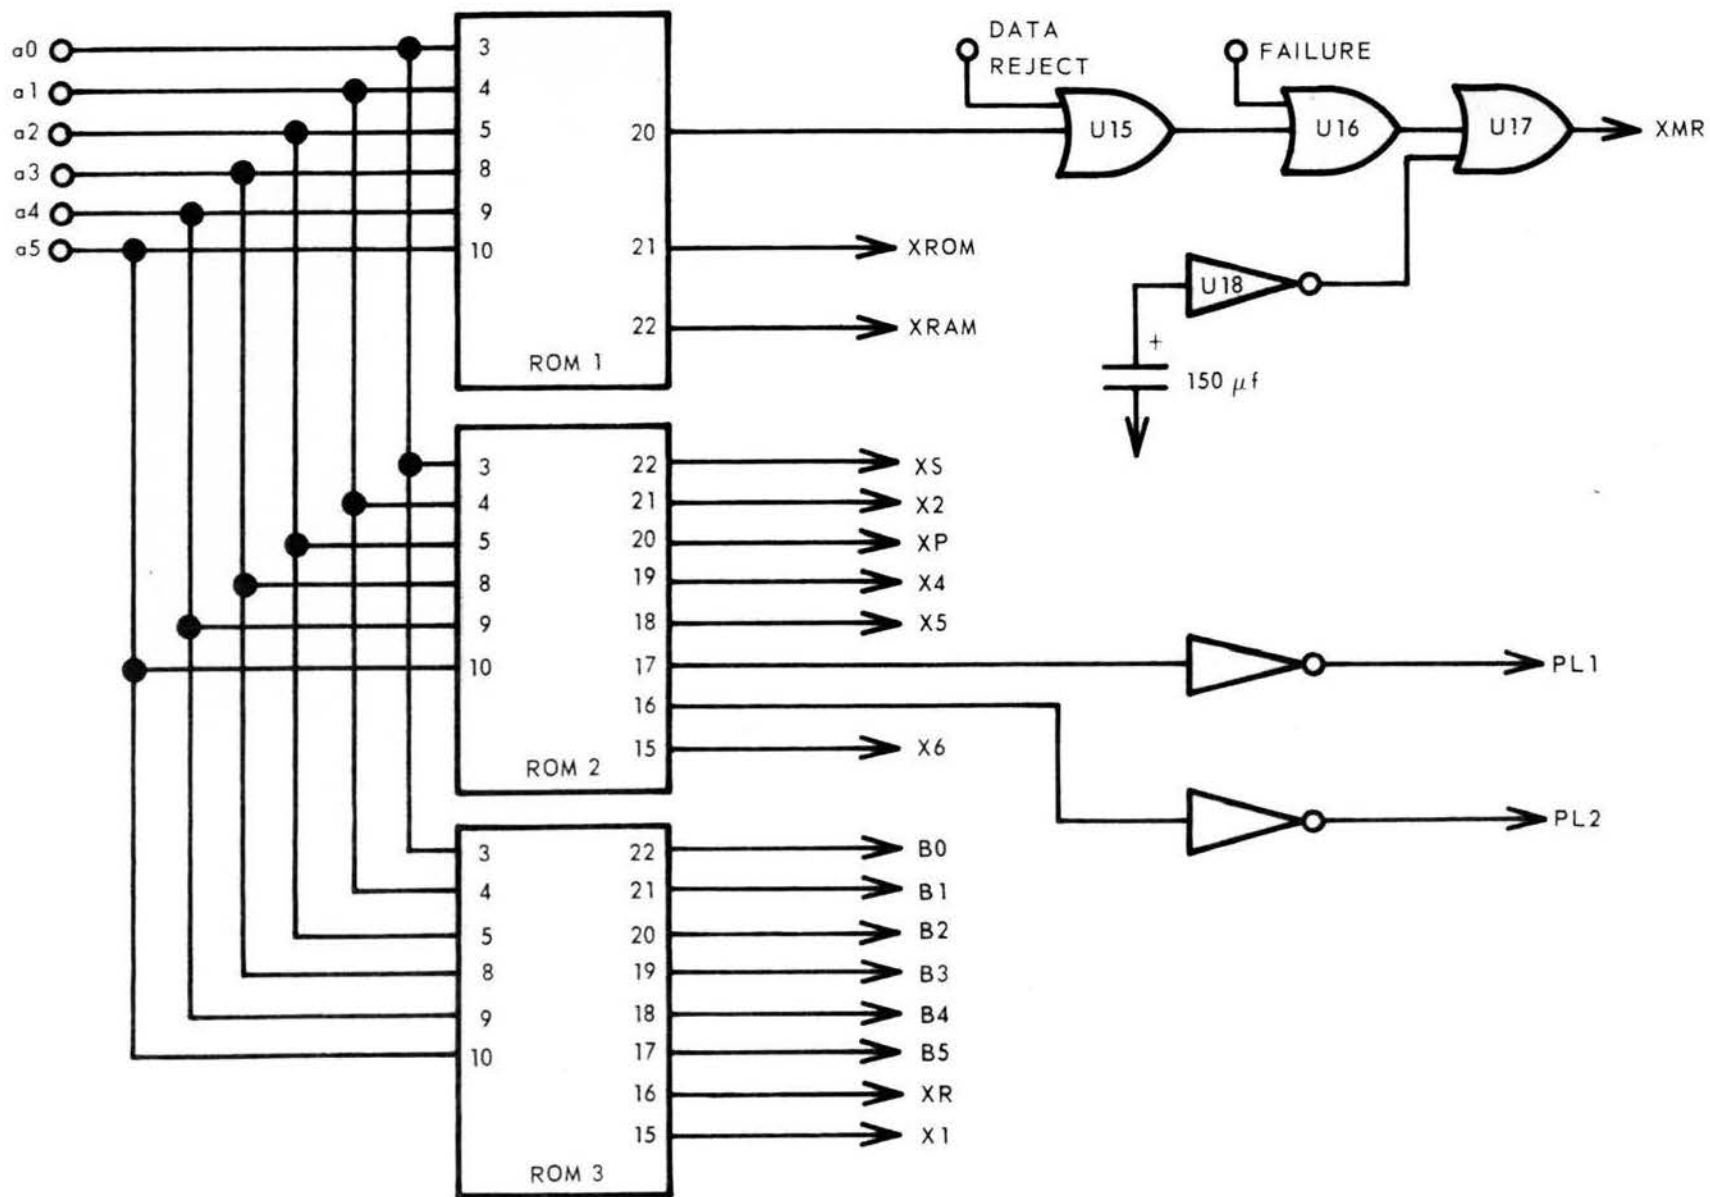 a0
a1
a2
a3
a4
a5
3
4
5
8
9
10
20
21
22
ROM 1
DATA
REJECT
U15
FAILURE
U16
U17
XMR
XROM
XRAM
U18
+
150 µf
3
4
5
8
9
10
22
21
20
19
18
17
16
15
ROM 2
XS
X2
XP
X4
X5
X6
PL1
PL2
3
4
5
8
9
10
22
21
20
19
18
17
16
15
ROM 3
B0
B1
B2
B3
B4
B5
XR
X1